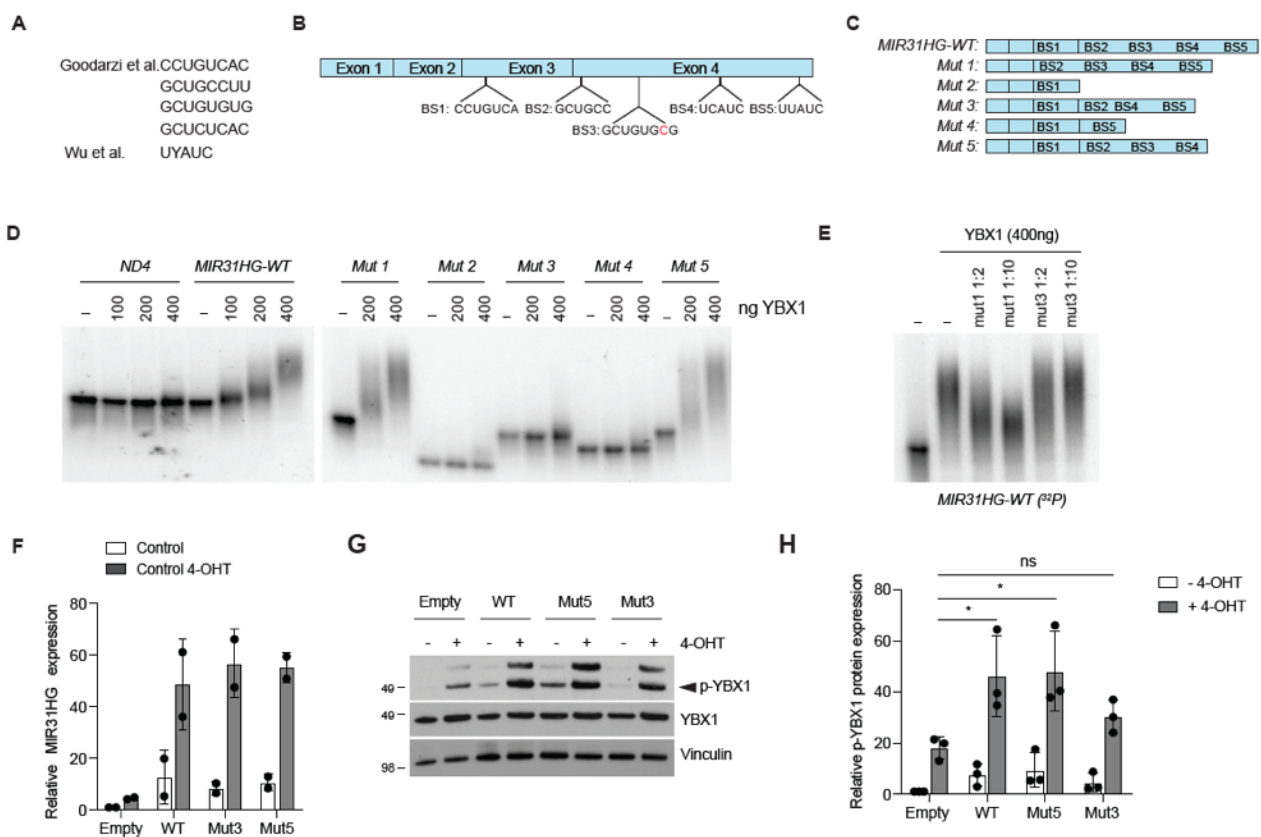 A
Goodarzi et al. CCUGUCAC
GCUGCCUU
GCUGUGUG
GCUCUCAC
Wu et al. UYAUC
B
Exon 1 Exon 2 Exon 3 Exon 4
BS1: CCUGUCA BS2:GCUGCC BS4:UCAUC BS5:UUAUC
BS3:GCUGUGCG
C
MIR31HG-WT: BS1 BS2 BS3 BS4 BS5
Mut 1: BS2 BS3 BS4 BS5
Mut 2: BS1
Mut 3: BS1 BS2 BS4 BS5
Mut 4: BS1 BS5
Mut 5: BS1 BS2 BS3 BS4
D
ND4 MIR31HG-WT Mut 1 Mut 2 Mut 3 Mut 4 Mut 5
– 100 200 400 – 100 200 400 – 200 400 – 200 400 – 200 400 – 200 400 – 200 400 ng YBX1
E
YBX1 (400ng)
– – mut1 1:2 mut1 1:10 mut3 1:2 mut3 1:10
MIR31HG-WT (³²P)
F
Control
Control 4-OHT
Relative MIR31HG expression
80
60
40
20
0
Empty WT Mut3 Mut5
G
Empty WT Mut5 Mut3
- + - + - + - + 4-OHT
49 – p-YBX1
49 – YBX1
98 – Vinculin
H
ns
*
*
- 4-OHT
+ 4-OHT
Relative p-YBX1 protein expression
80
60
40
20
0
Empty WT Mut5 Mut3